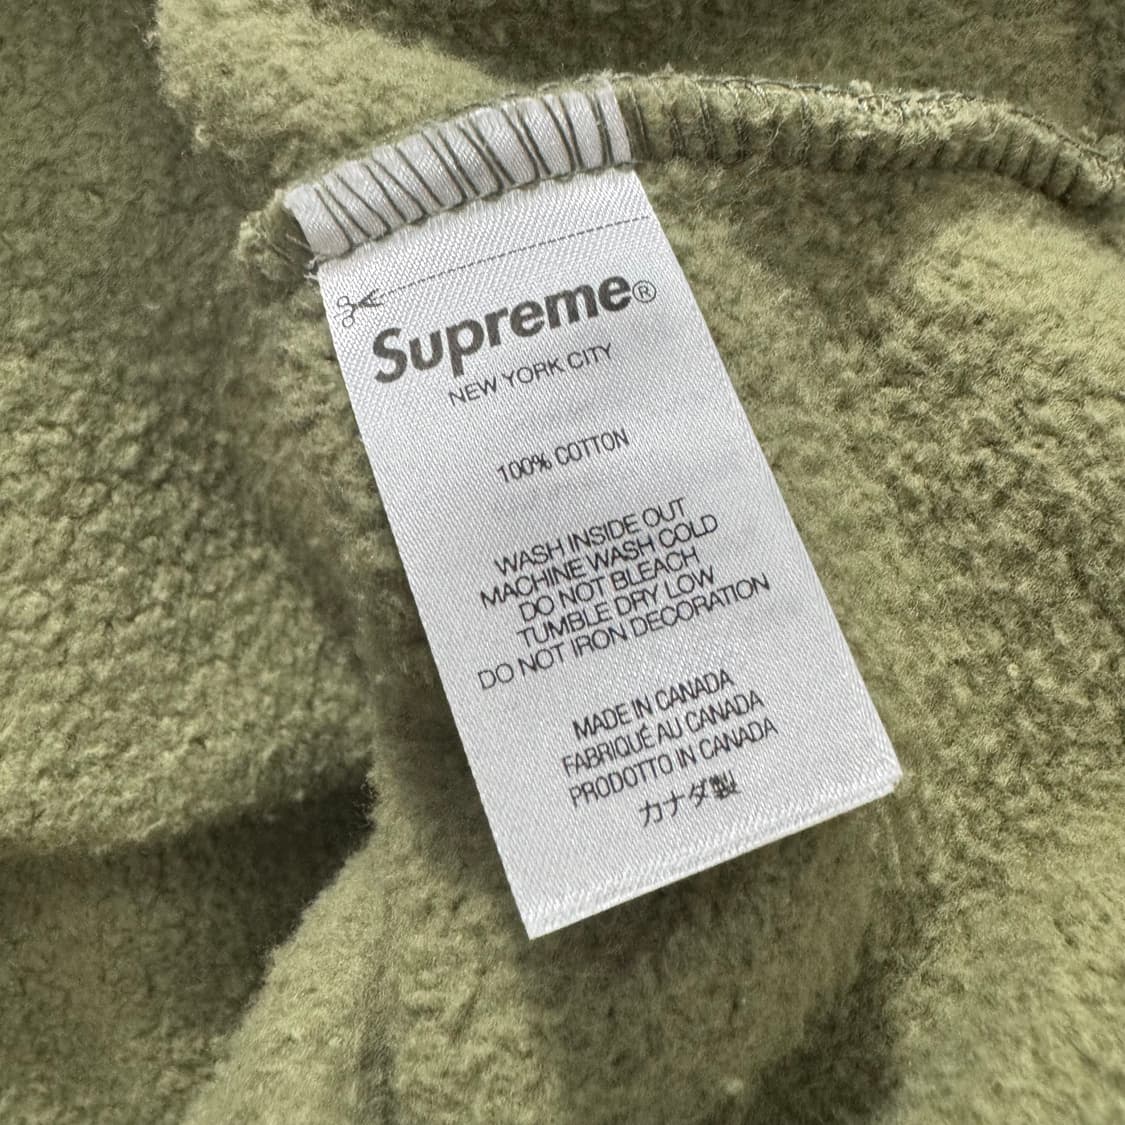 Supreme®
NEW YORK CITY
100% COTTON
WASH INSIDE OUT
MACHINE WASH COLD
DO NOT BLEACH
TUMBLE DRY LOW
DO NOT IRON DECORATION
MADE IN CANADA
FABRIQUÉ AU CANADA
PRODOTTO IN CANADA
カナダ製